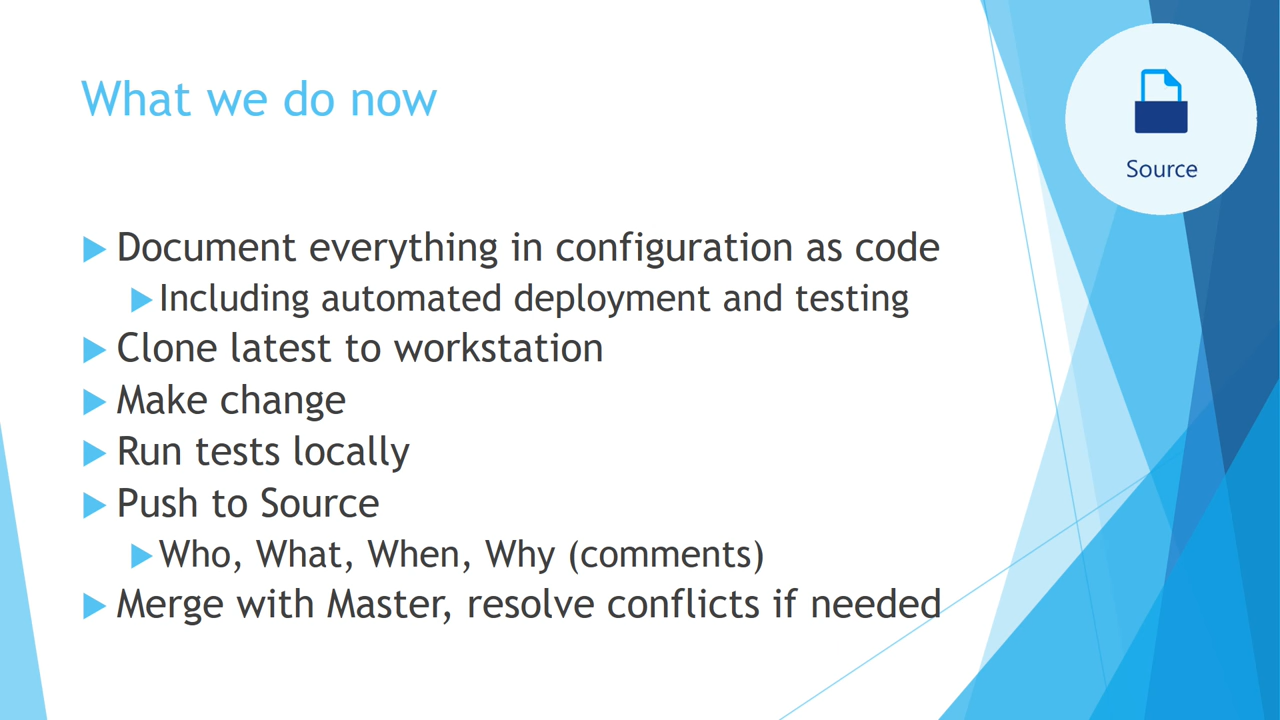 What we do now
Source
Document everything in configuration as code
Including automated deployment and testing
Clone latest to workstation
Make change
Run tests locally
Push to Source
Who, What, When, Why (comments)
Merge with Master, resolve conflicts if needed